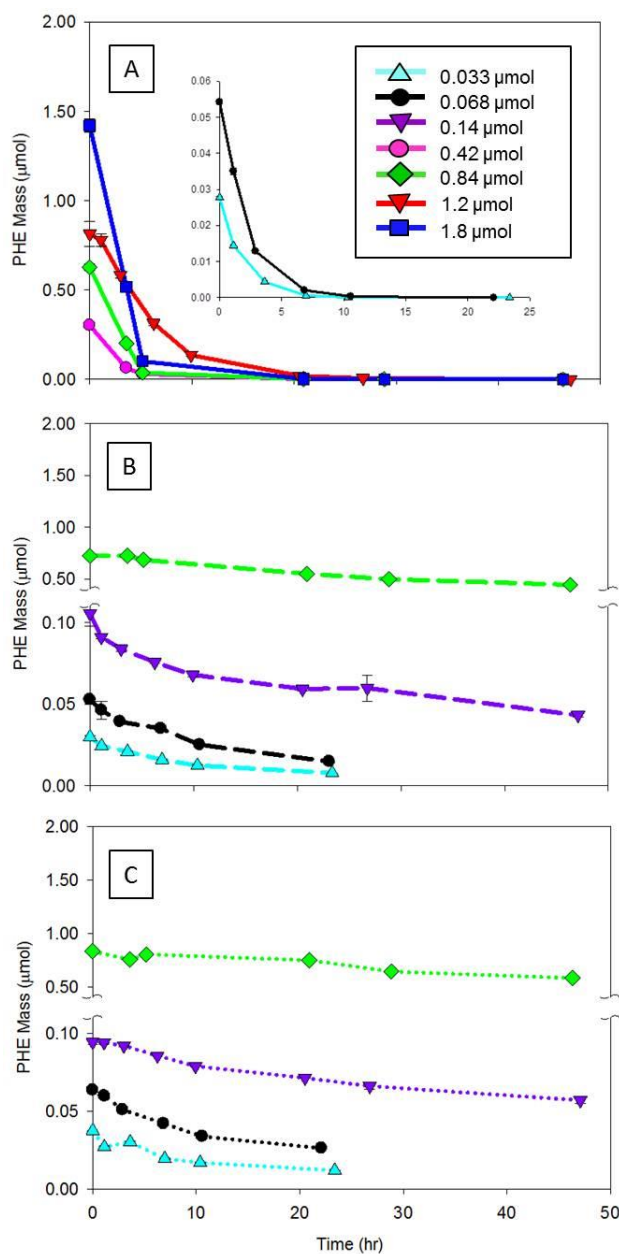 2.00
1.50
1.00
0.50
0.00
PHE Mass (µmol)
A
0.06
0.05
0.04
0.03
0.02
0.01
0.00
0 5 10 15 20 25
0.033 µmol
0.068 µmol
0.14 µmol
0.42 µmol
0.84 µmol
1.2 µmol
1.8 µmol
2.00
1.50
1.00
0.50
0.10
0.05
0.00
PHE Mass (µmol)
B
2.00
1.50
1.00
0.50
0.10
0.05
0.00
PHE Mass (µmol)
C
0 10 20 30 40 50
Time (hr)